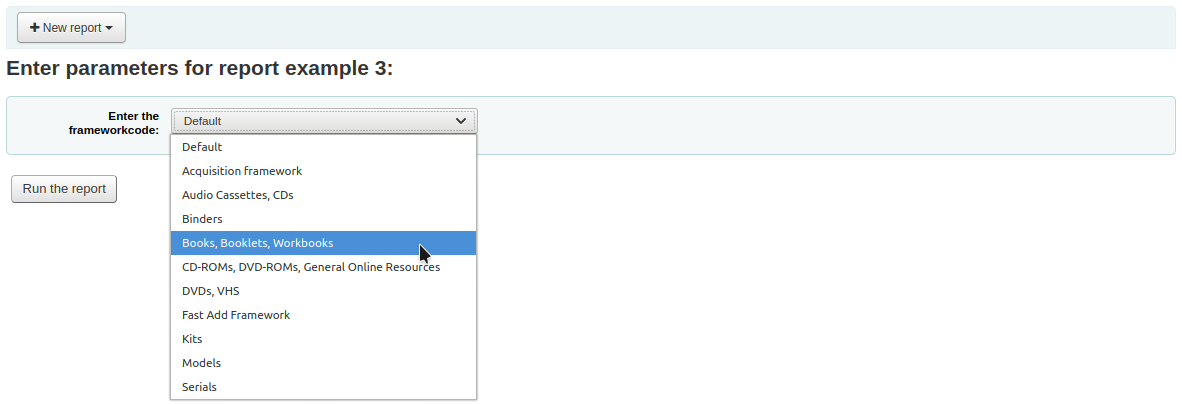 + New report
Enter parameters for report example 3:
Enter the
frameworkcode:
Default
Default
Acquisition framework
Audio Cassettes, CDs
Binders
Books, Booklets, Workbooks
CD-ROMs, DVD-ROMs, General Online Resources
DVDs, VHS
Fast Add Framework
Kits
Models
Serials
Run the report